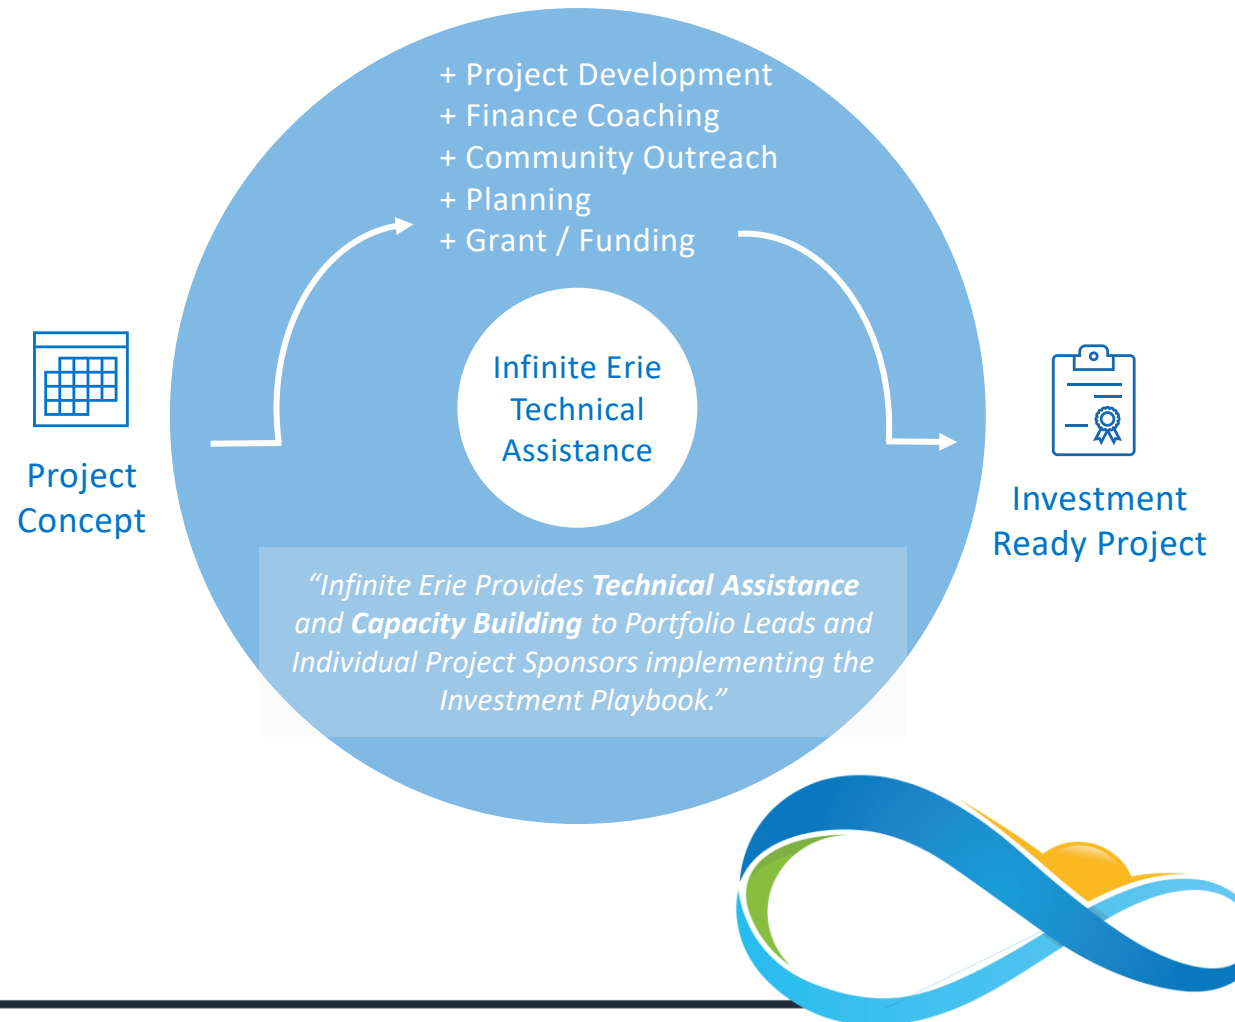 + Project Development
+ Finance Coaching
+ Community Outreach
+ Planning
+ Grant / Funding
Project
Concept
Infinite Erie
Technical
Assistance
Investment
Ready Project
“Infinite Erie Provides Technical Assistance
and Capacity Building to Portfolio Leads and
Individual Project Sponsors implementing the
Investment Playbook.”